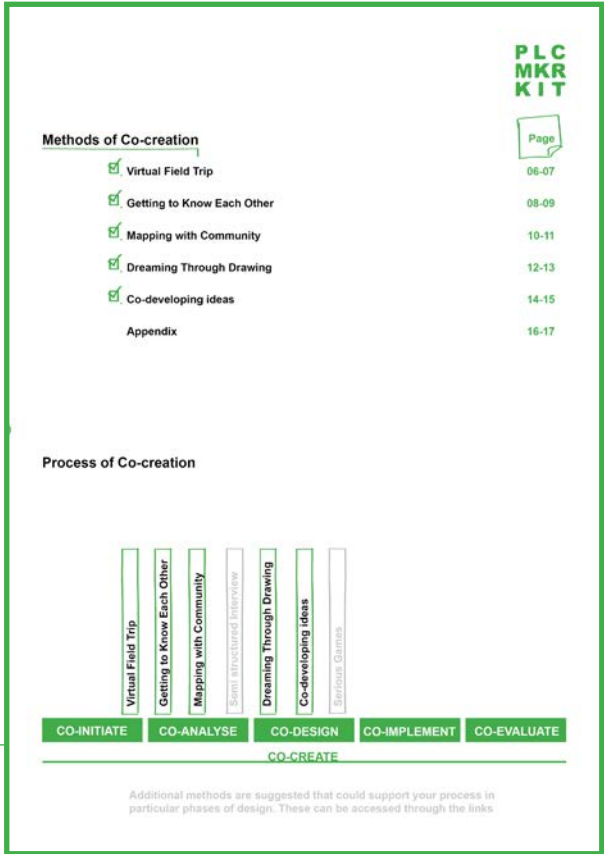 PLC
MKR
KIT
Methods of Co-creation
Page
Virtual Field Trip
06-07
Getting to Know Each Other
08-09
Mapping with Community
10-11
Dreaming Through Drawing
12-13
Co-developing ideas
14-15
Appendix
16-17
Process of Co-creation
Virtual Field Trip
Getting to Know Each Other
Mapping with Community
Semi structured Interview
Dreaming Through Drawing
Co-developing ideas
Serious Games
CO-INITIATE
CO-ANALYSE
CO-DESIGN
CO-IMPLEMENT
CO-EVALUATE
CO-CREATE
Additional methods are suggested that could support your process in
particular phases of design. These can be accessed through the links